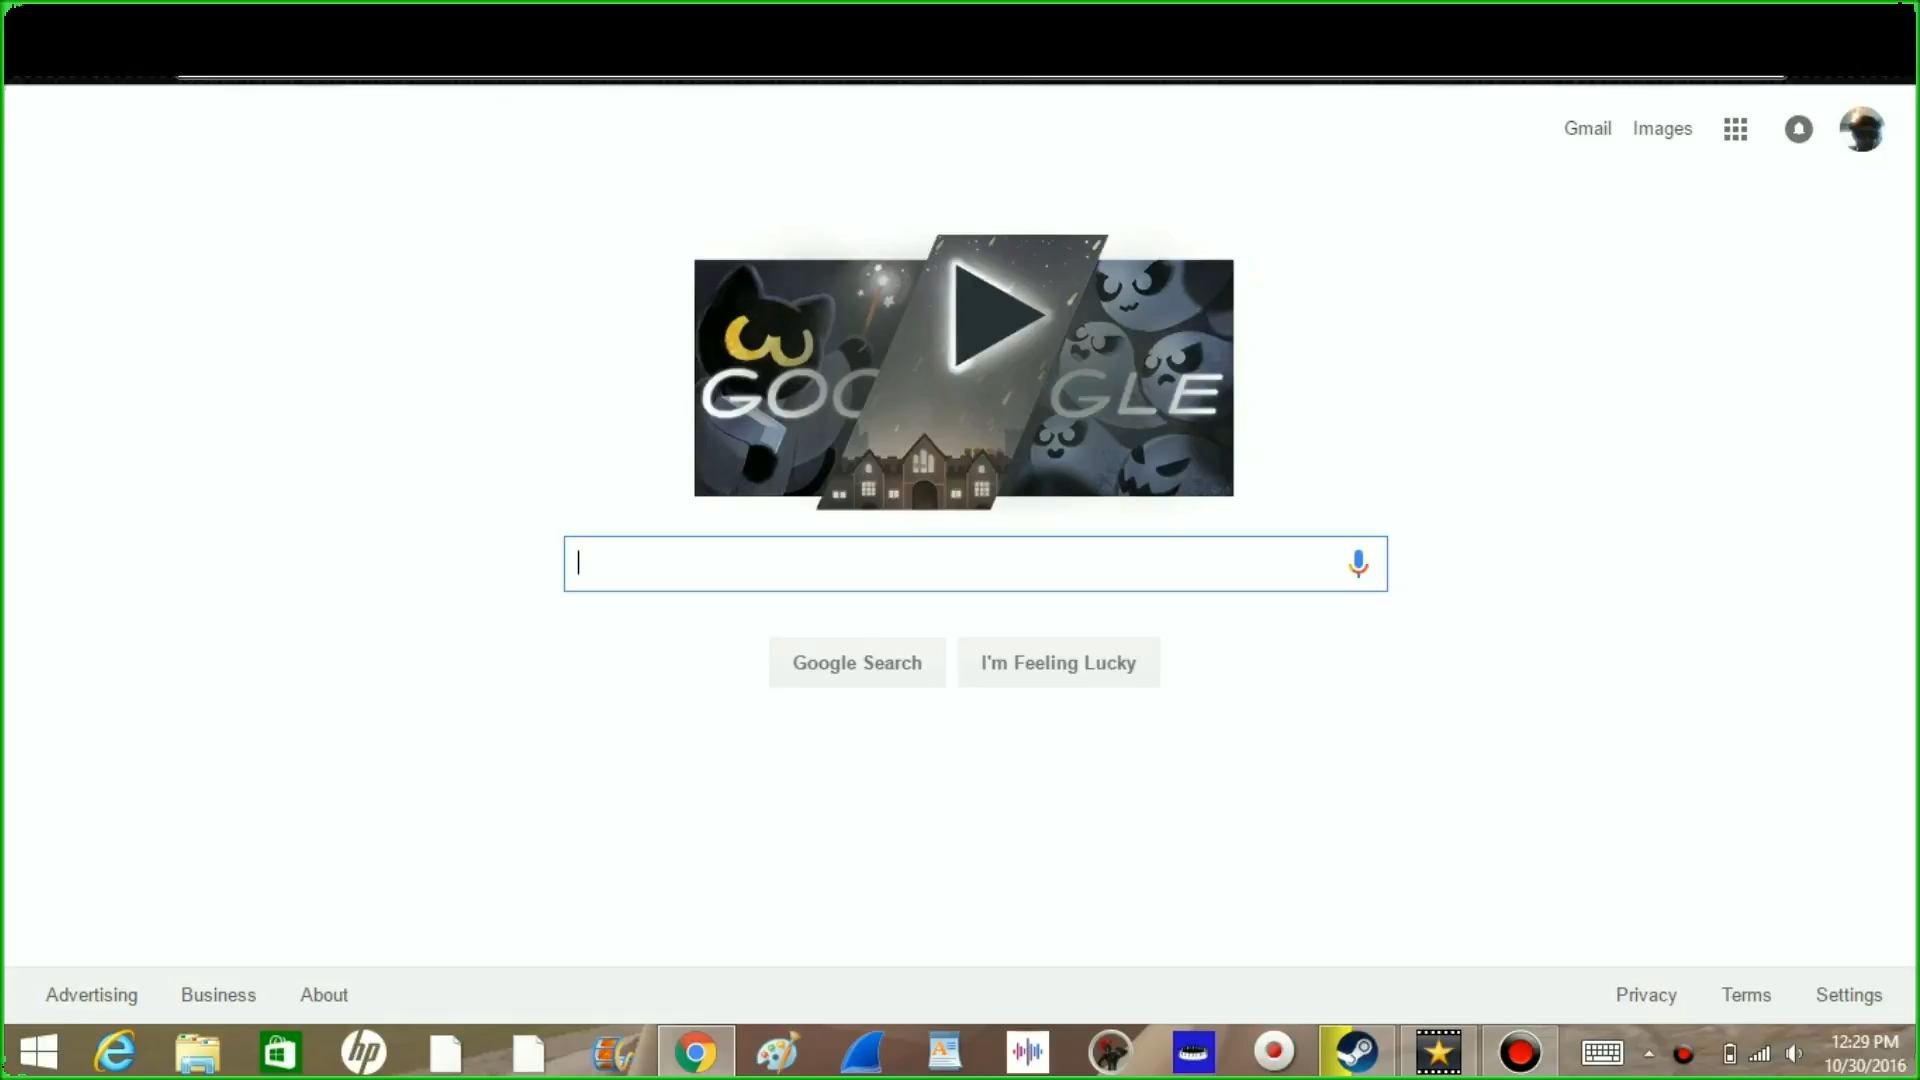 Gmail Images
GOOGLE
Google Search I'm Feeling Lucky
Advertising Business About Privacy Terms Settings
hp
12:29 PM
10/30/2016